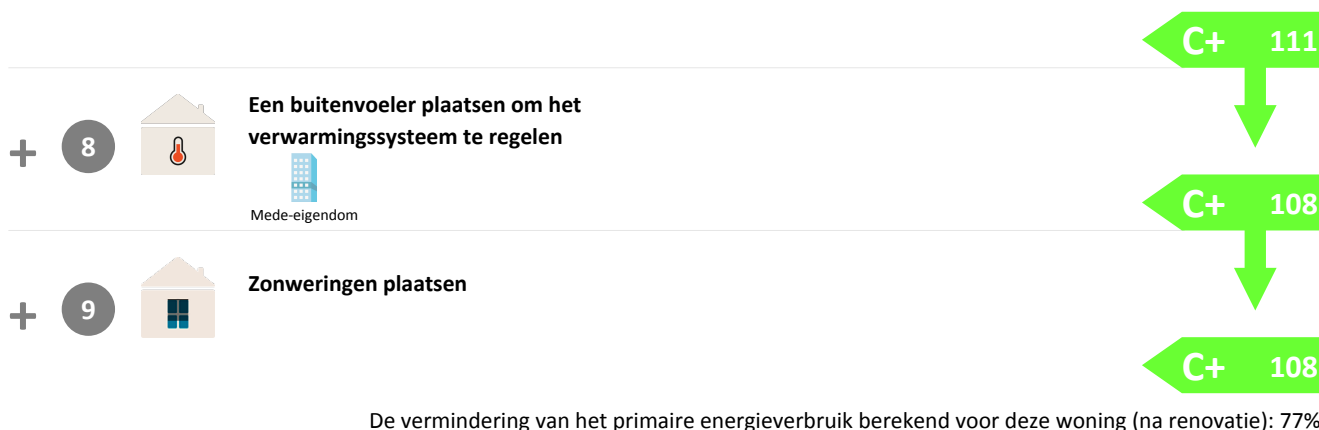 C+ 111
Een buitenvoeler plaatsen om het
+ 8 verwarmingssysteem te regelen
Mede-eigendom
C+ 108
Zonweringen plaatsen
+ 9
C+ 108
De vermindering van het primaire energieverbruik berekend voor deze woning (na renovatie): 77%